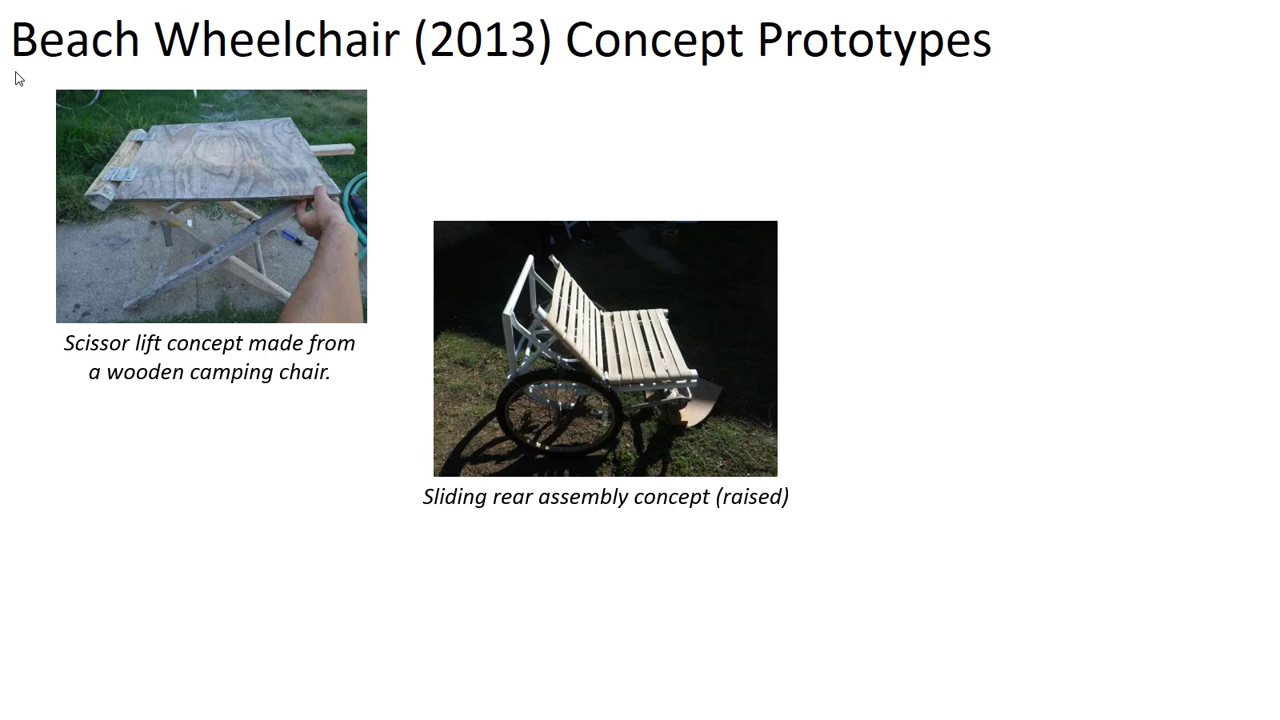 Beach Wheelchair (2013) Concept Prototypes
Scissor lift concept made from
a wooden camping chair.
Sliding rear assembly concept (raised)